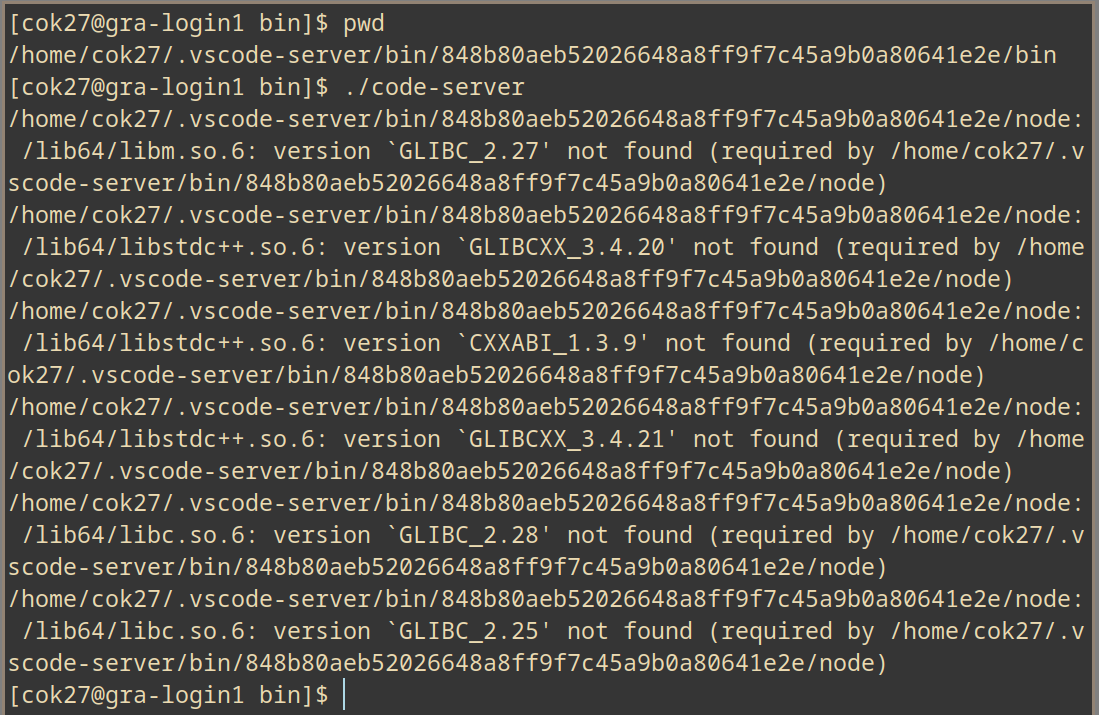 [cok27@gra-login1 bin]$ pwd
/home/cok27/.vscode-server/bin/848b80aeb52026648a8ff9f7c45a9b0a80641e2e/bin
[cok27@gra-login1 bin]$ ./code-server
/home/cok27/.vscode-server/bin/848b80aeb52026648a8ff9f7c45a9b0a80641e2e/node:
 /lib64/libm.so.6: version `GLIBC_2.27' not found (required by /home/cok27/.v
scode-server/bin/848b80aeb52026648a8ff9f7c45a9b0a80641e2e/node)
/home/cok27/.vscode-server/bin/848b80aeb52026648a8ff9f7c45a9b0a80641e2e/node:
 /lib64/libstdc++.so.6: version `GLIBCXX_3.4.20' not found (required by /home
/cok27/.vscode-server/bin/848b80aeb52026648a8ff9f7c45a9b0a80641e2e/node)
/home/cok27/.vscode-server/bin/848b80aeb52026648a8ff9f7c45a9b0a80641e2e/node:
 /lib64/libstdc++.so.6: version `CXXABI_1.3.9' not found (required by /home/c
ok27/.vscode-server/bin/848b80aeb52026648a8ff9f7c45a9b0a80641e2e/node)
/home/cok27/.vscode-server/bin/848b80aeb52026648a8ff9f7c45a9b0a80641e2e/node:
 /lib64/libstdc++.so.6: version `GLIBCXX_3.4.21' not found (required by /home
/cok27/.vscode-server/bin/848b80aeb52026648a8ff9f7c45a9b0a80641e2e/node)
/home/cok27/.vscode-server/bin/848b80aeb52026648a8ff9f7c45a9b0a80641e2e/node:
 /lib64/libc.so.6: version `GLIBC_2.28' not found (required by /home/cok27/.v
scode-server/bin/848b80aeb52026648a8ff9f7c45a9b0a80641e2e/node)
/home/cok27/.vscode-server/bin/848b80aeb52026648a8ff9f7c45a9b0a80641e2e/node:
 /lib64/libc.so.6: version `GLIBC_2.25' not found (required by /home/cok27/.v
scode-server/bin/848b80aeb52026648a8ff9f7c45a9b0a80641e2e/node)
[cok27@gra-login1 bin]$